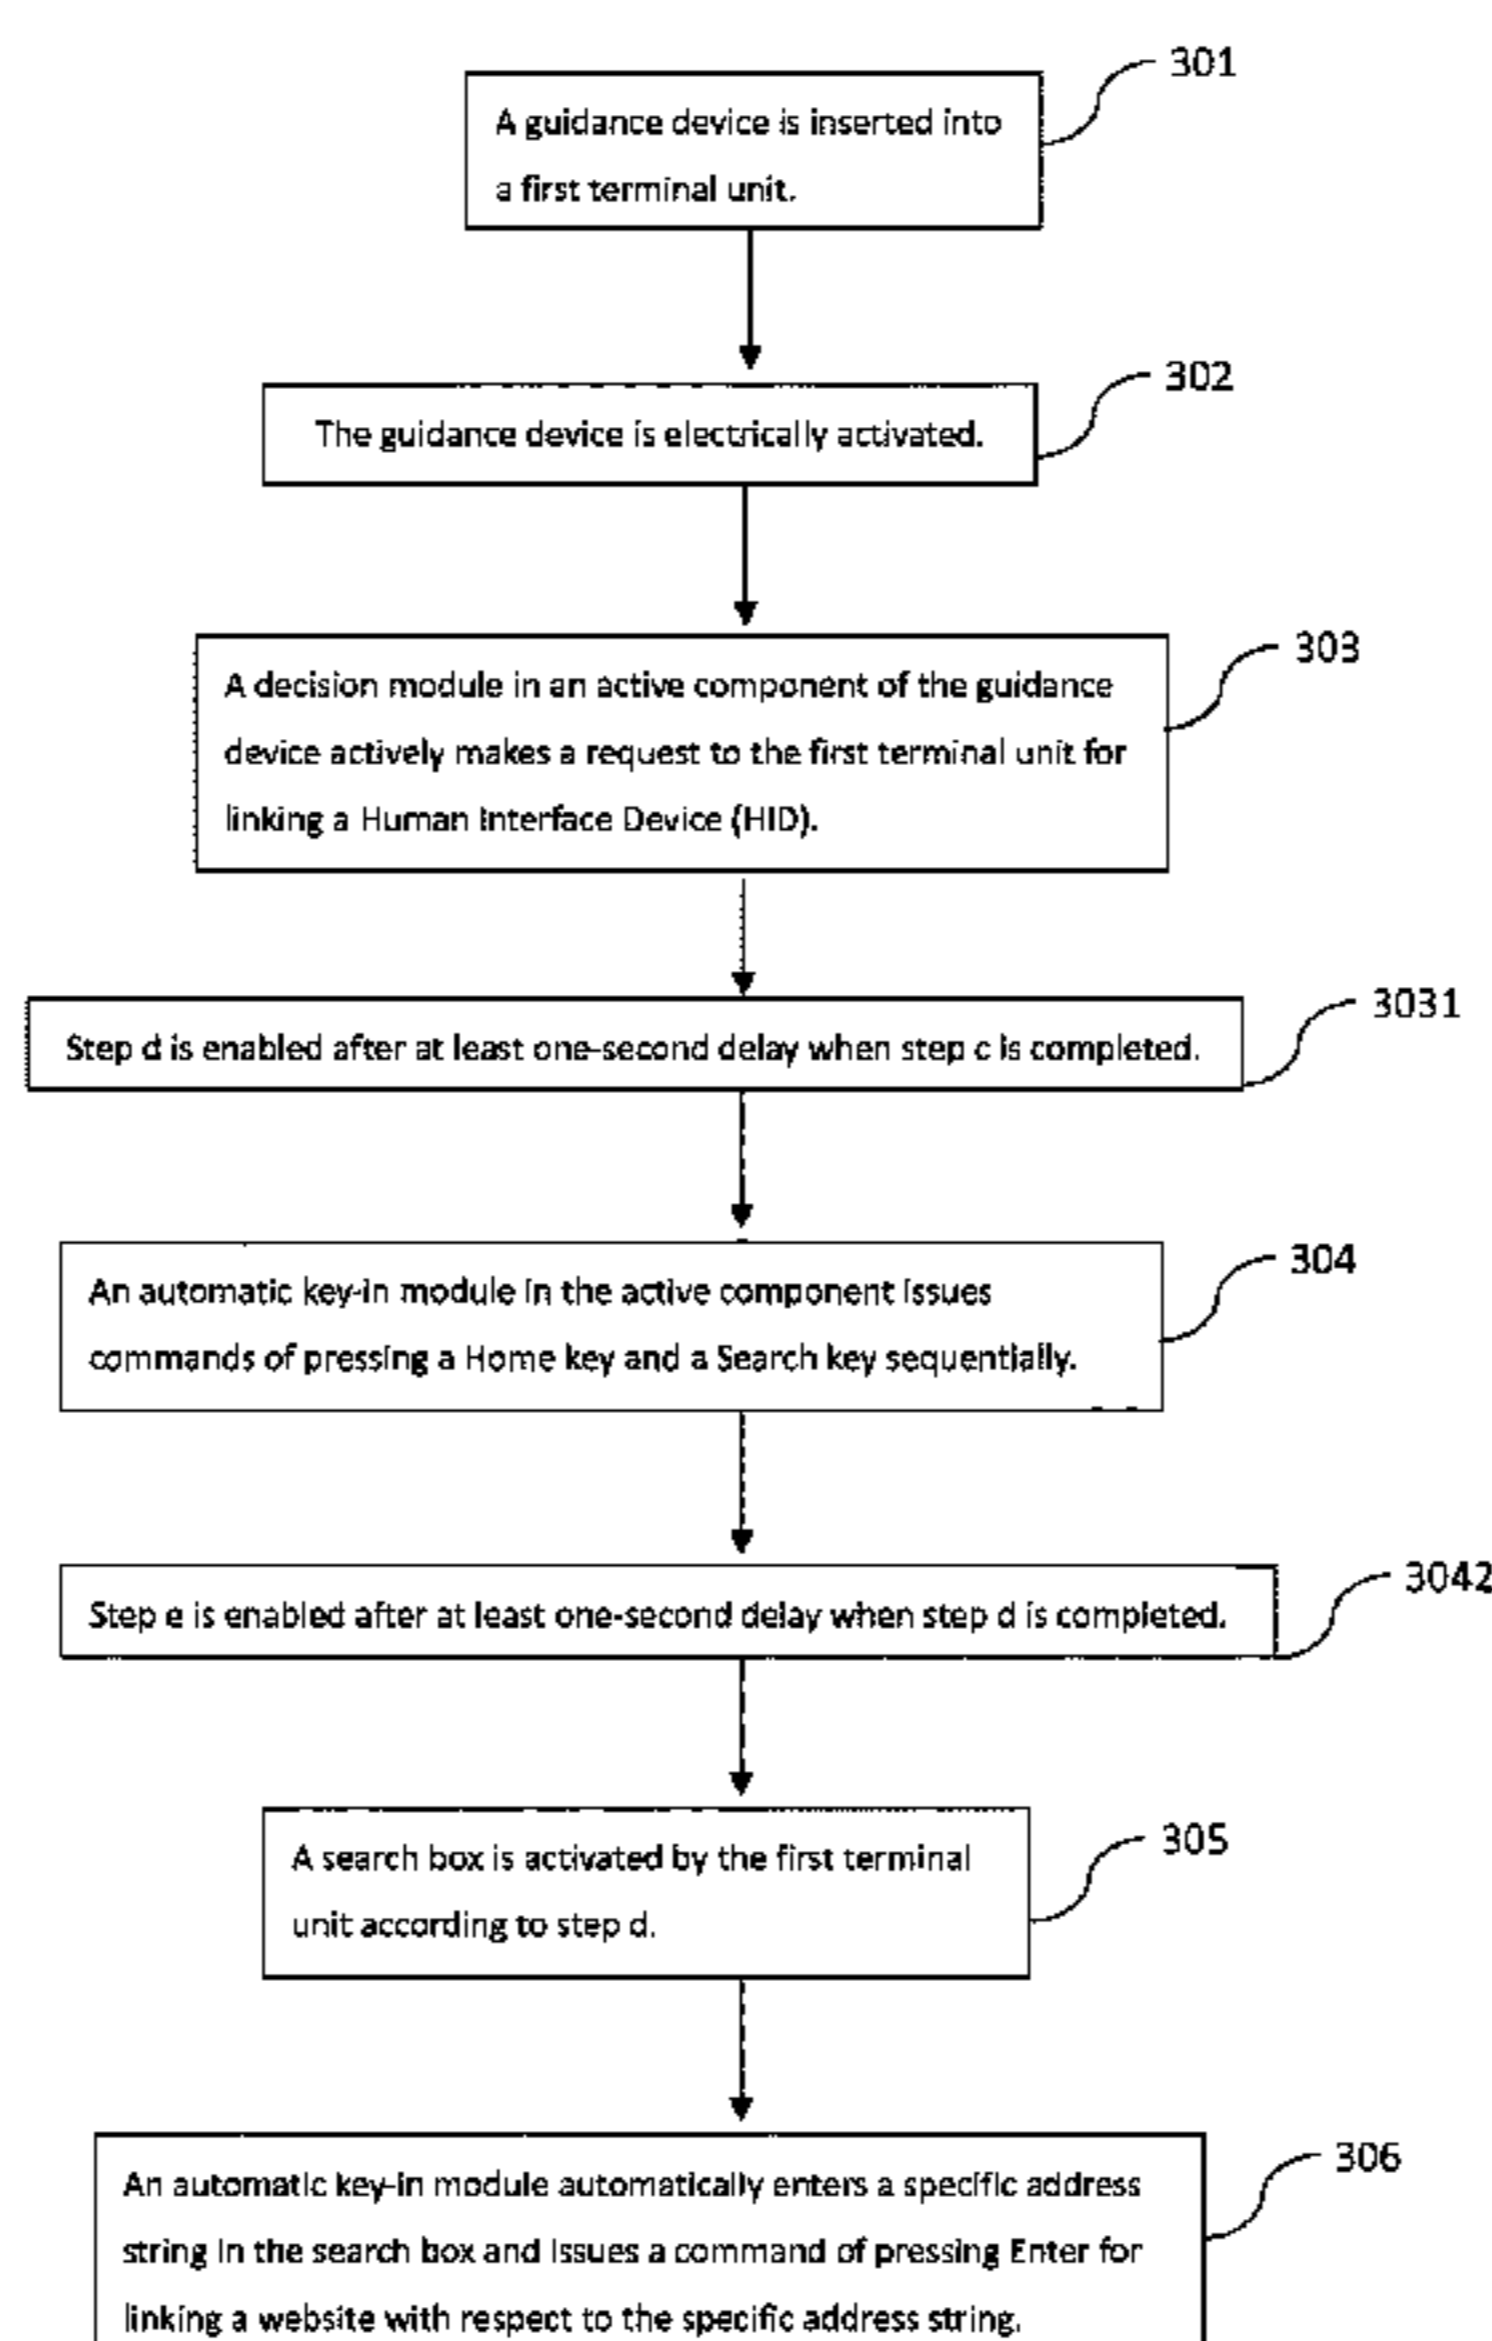 301
A guidance device is inserted into
a first terminal unit.
302
The guidance device is electrically activated.
303
A decision module in an active component of the guidance
device actively makes a request to the first terminal unit for
linking a Human Interface Device (HID).
3031
Step d is enabled after at least one-second delay when step c is completed.
304
An automatic key-in module in the active component issues
commands of pressing a Home key and a Search key sequentially.
3042
Step e is enabled after at least one-second delay when step d is completed.
305
A search box is activated by the first terminal
unit according to step d.
306
An automatic key-in module automatically enters a specific address
string in the search box and issues a command of pressing Enter for
linking a website with respect to the specific address string.